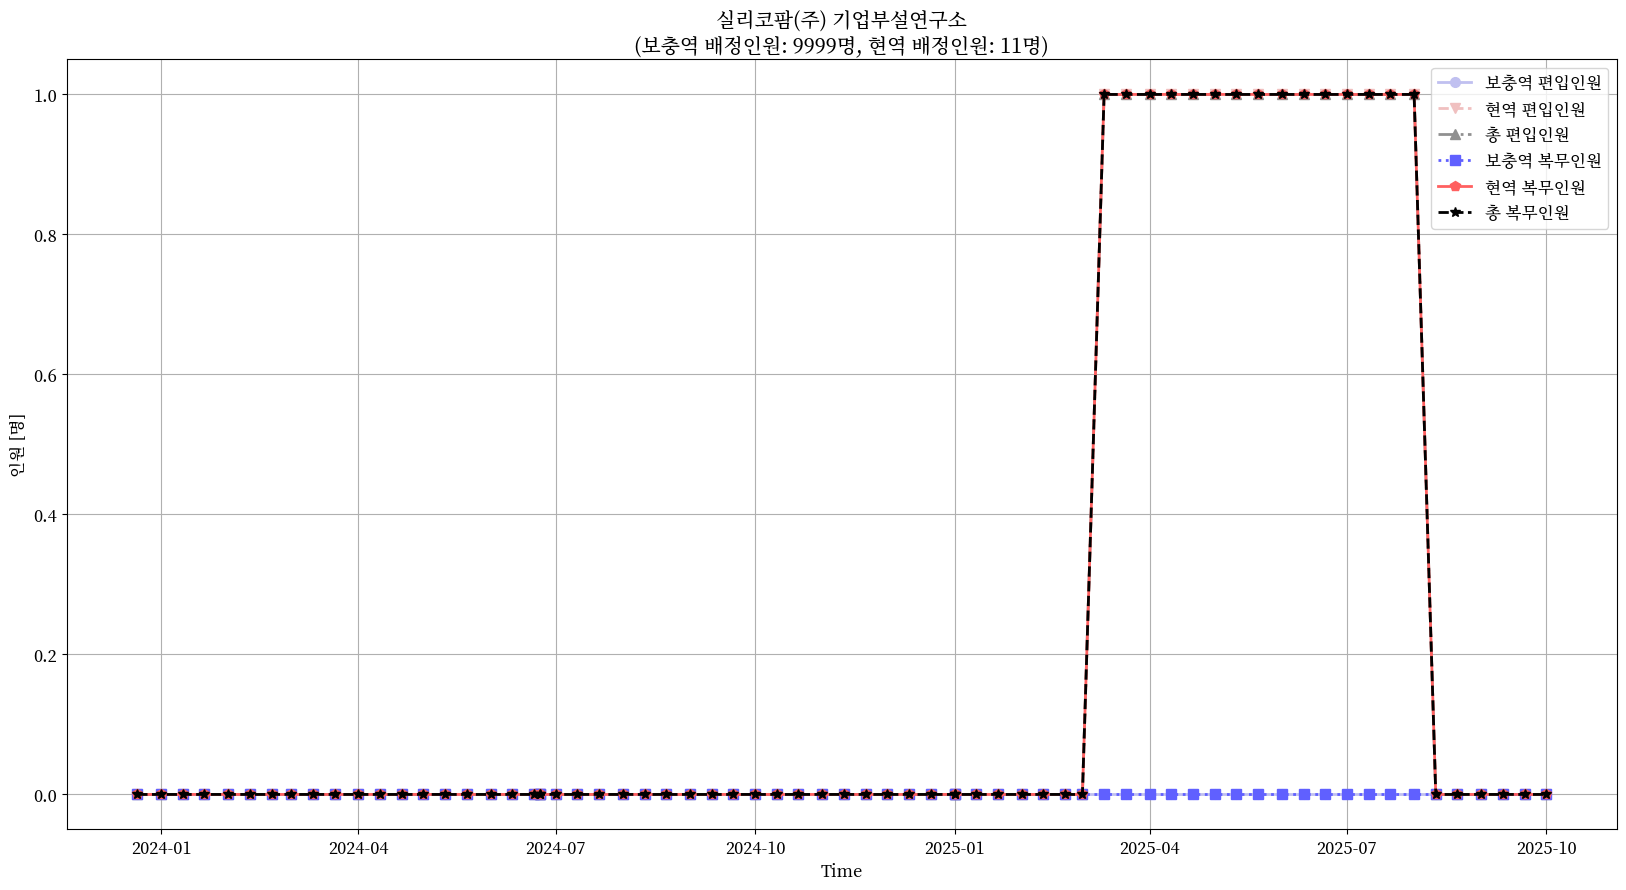 실리코팜(주) 기업부설연구소
(보충역 배정인원: 9999명, 현역 배정인원: 11명)
인원 [명]
1.0
0.8
0.6
0.4
0.2
0.0
보충역 편입인원
현역 편입인원
총 편입인원
보충역 복무인원
현역 복무인원
총 복무인원
2024-01 2024-04 2024-07 2024-10 2025-01 2025-04 2025-07 2025-10
Time